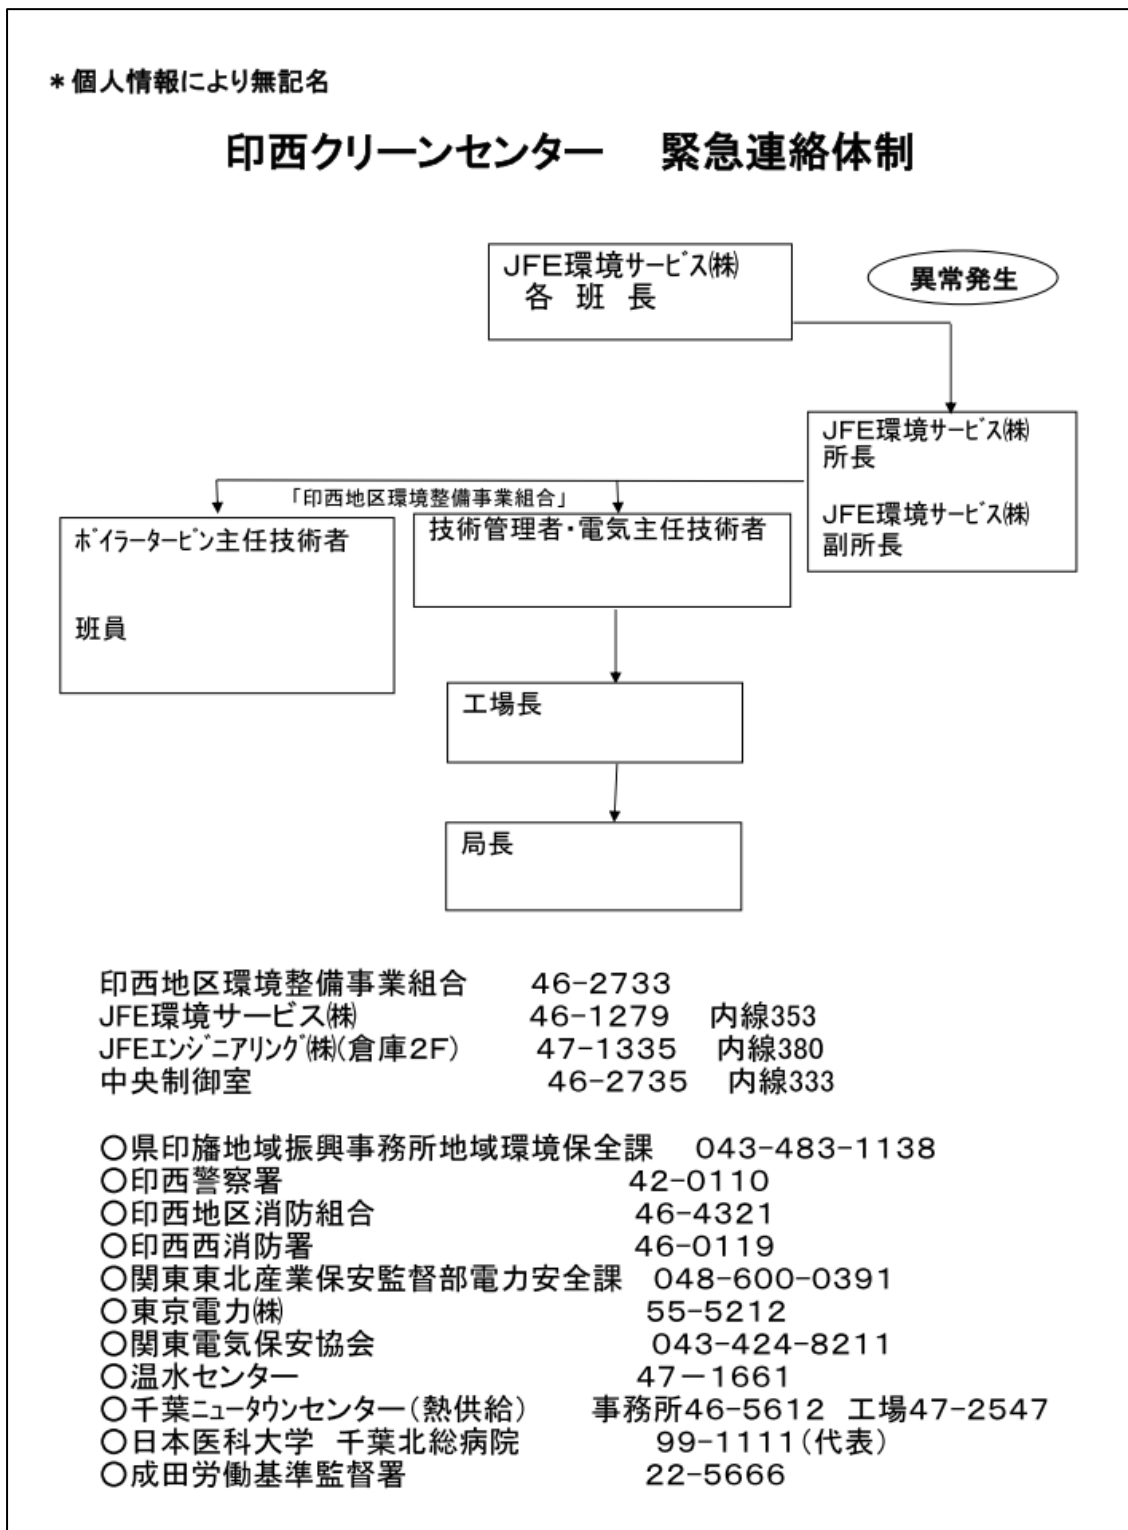 *個人情報により無記名
印西クリーンセンター　緊急連絡体制
JFE環境サービス㈱
各 班 長
異常発生
JFE環境サービス㈱
所長
JFE環境サービス㈱
副所長
「印西地区環境整備事業組合」
ボイラータービン主任技術者
班員
技術管理者・電気主任技術者
工場長
局長
印西地区環境整備事業組合　46-2733
JFE環境サービス㈱　46-1279　内線353
JFEエンジニアリング㈱(倉庫2F)　47-1335　内線380
中央制御室　46-2735　内線333
〇県印旛地域振興事務所地域環境保全課　043-483-1138
〇印西警察署　42-0110
〇印西地区消防組合　46-4321
〇印西西消防署　46-0119
〇関東東北産業保安監督部電力安全課　048-600-0391
〇東京電力㈱　55-5212
〇関東電気保安協会　043-424-8211
〇温水センター　47－1661
〇千葉ニュータウンセンター(熱供給)　事務所46-5612　工場47-2547
〇日本医科大学　千葉北総病院　99-1111(代表)
〇成田労働基準監督署　22-5666